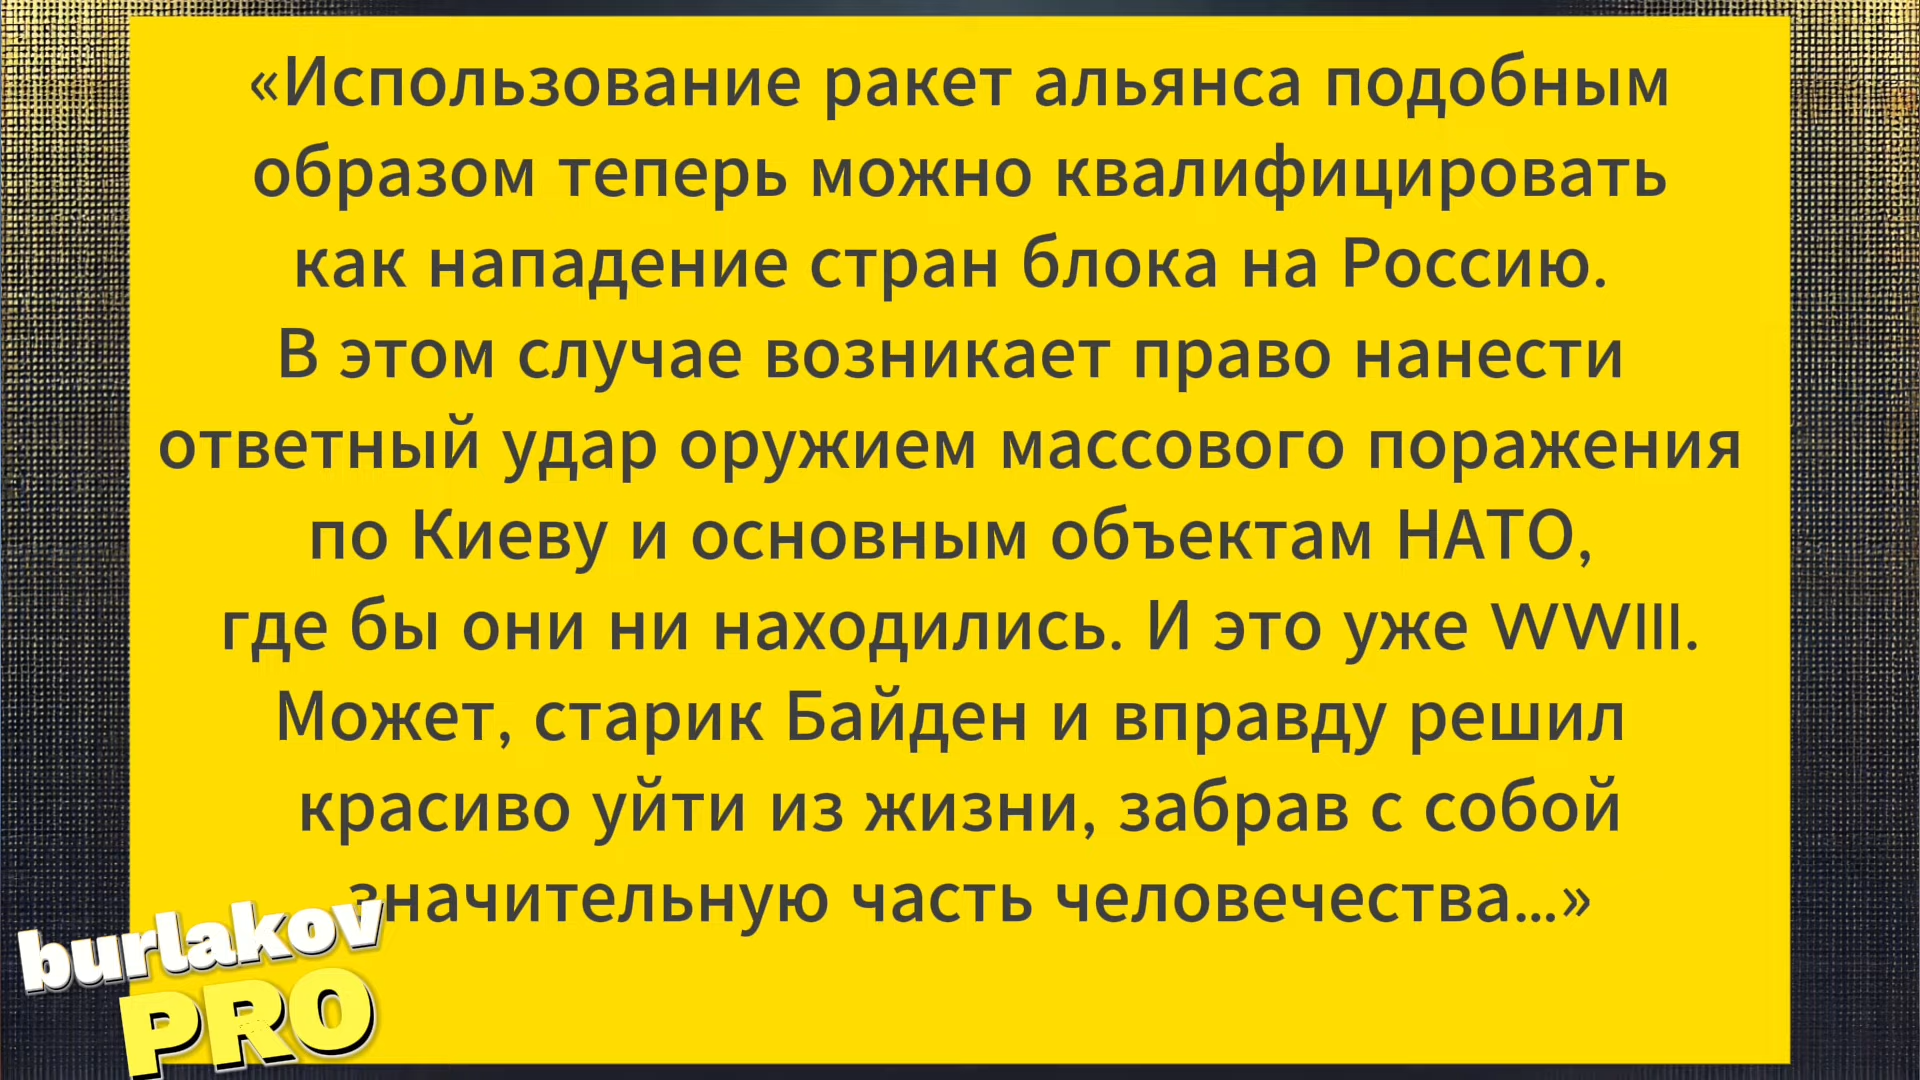 «Использование ракет альянса подобным
образом теперь можно квалифицировать
как нападение стран блока на Россию.
В этом случае возникает право нанести
ответный удар оружием массового поражения
по Киеву и основным объектам НАТО,
где бы они ни находились. И это уже WWIII.
Может, старик Байден и вправду решил
красиво уйти из жизни, забрав с собой
значительную часть человечества...»
burlakov
PRO